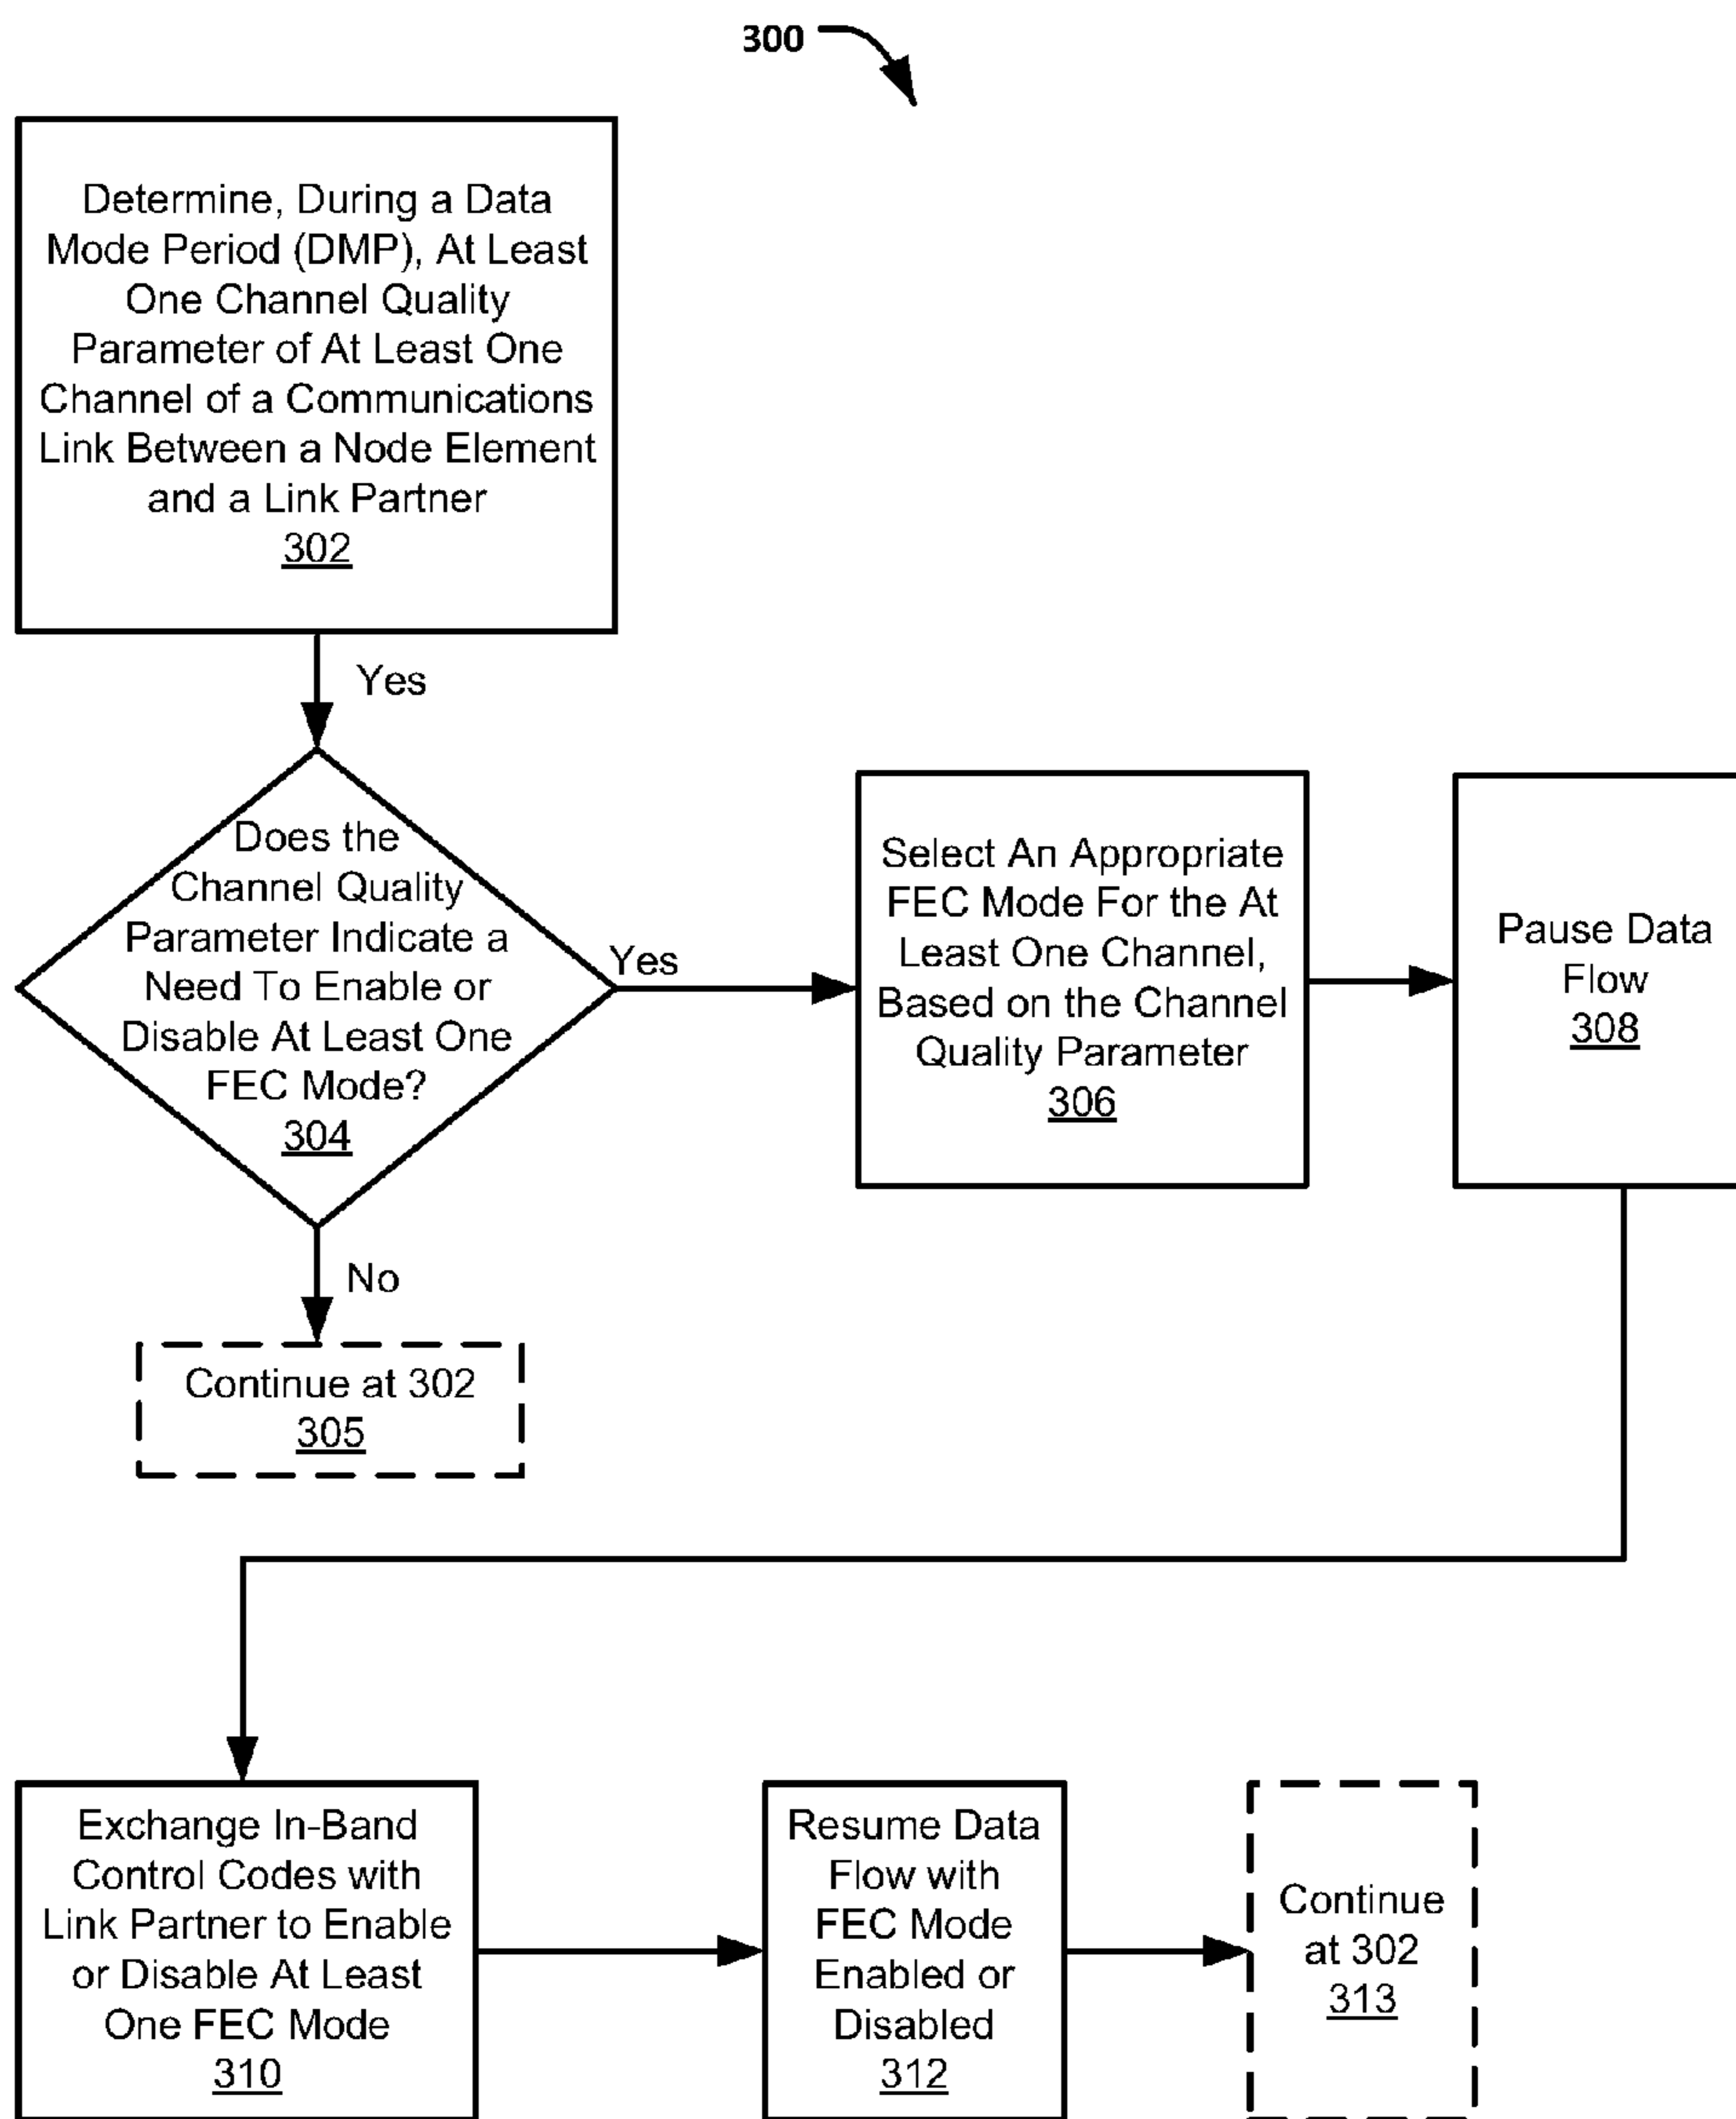 300
Determine, During a Data
Mode Period (DMP), At Least
One Channel Quality
Parameter of At Least One
Channel of a Communications
Link Between a Node Element
and a Link Partner
302
Yes
Does the
Channel Quality
Parameter Indicate a
Need To Enable or
Disable At Least One
FEC Mode?
304
Yes
Select An Appropriate
FEC Mode For the At
Least One Channel,
Based on the Channel
Quality Parameter
306
Pause Data
Flow
308
No
Continue at 302
305
Exchange In-Band
Control Codes with
Link Partner to Enable
or Disable At Least
One FEC Mode
310
Resume Data
Flow with
FEC Mode
Enabled or
Disabled
312
Continue
at 302
313